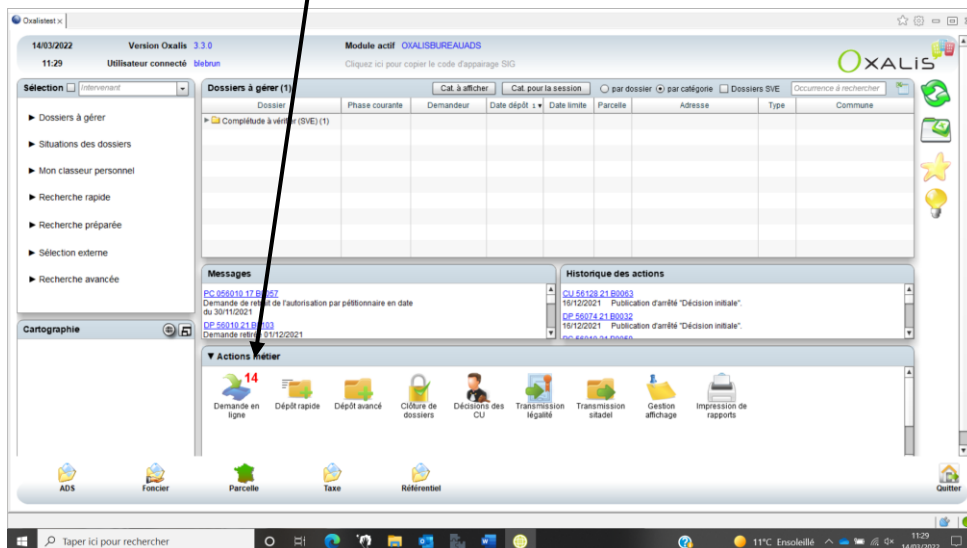 Oxalistest ×
14/03/2022 Version Oxalis 3.3.0 Module actif OXALISBUREAUADS
11:29 Utilisateur connecté blebrun Cliquez ici pour copier le code d'appairage SIG
OXALIS
Sélection Intervenant
Dossiers à gérer
Situations des dossiers
Mon classeur personnel
Recherche rapide
Recherche préparée
Sélection externe
Recherche avancée
Cartographie
Dossiers à gérer (1) Cat. à afficher Cat. pour la session par dossier par catégorie Dossiers SVE Occurrence à rechercher
Dossier Phase courante Demandeur Date dépôt 1 Date limite Parcelle Adresse Type Commune
Complétude à vérifier (SVE) (1)
Messages
PC 056010 17 B0057
Demande de retrait de l'autorisation par pétitionnaire en date
du 30/11/2021
DP 56010 21 B0103
Demande retirée 01/12/2021
Historique des actions
CU 56128 21 B0063
16/12/2021 Publication d'arrêté "Décision initiale".
DP 56074 21 B0032
16/12/2021 Publication d'arrêté "Décision initiale".
Actions métier
14
Demande en ligne
Dépôt rapide
Dépôt avancé
Clôture de dossiers
Décisions des CU
Transmission légalité
Transmission sitadel
Gestion affichage
Impression de rapports
ADS Foncier Parcelle Taxe Référentiel Quitter
Taper ici pour rechercher
11°C Ensoleillé
11:29
14/03/2022